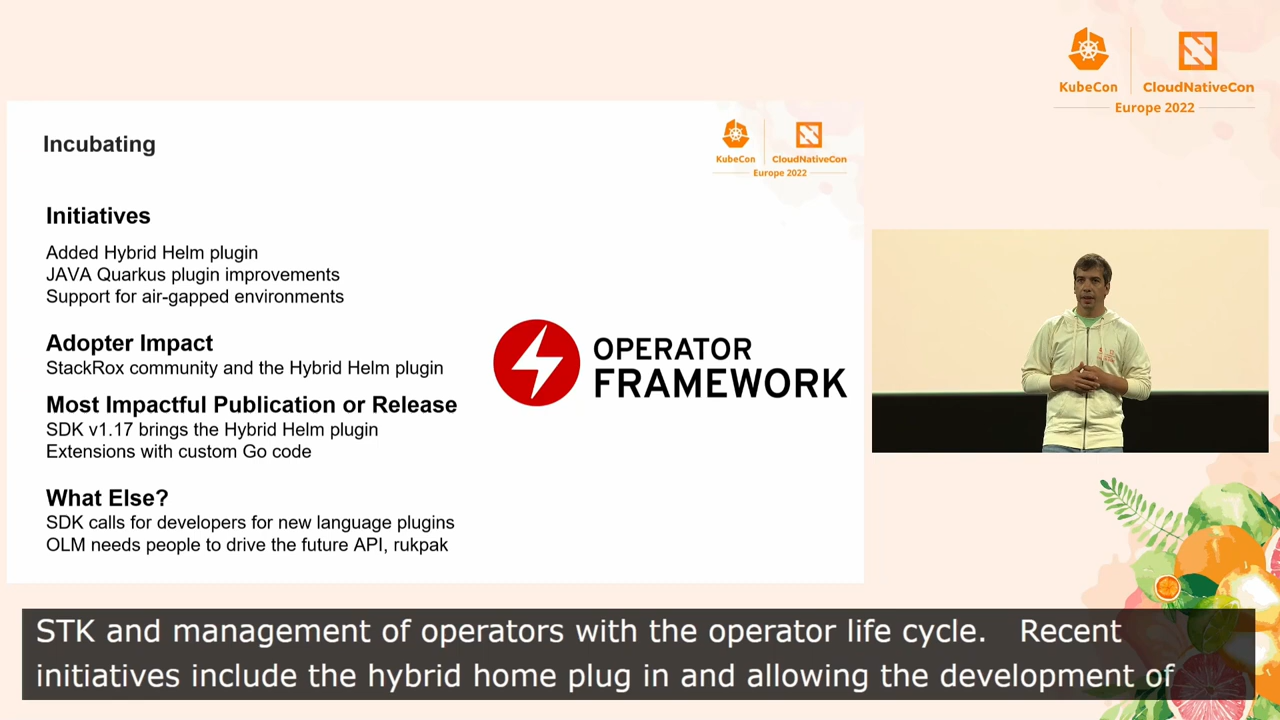 KubeCon
CloudNativeCon
Europe 2022
Incubating
KubeCon
CloudNativeCon
Europe 2022
Initiatives
Added Hybrid Helm plugin
JAVA Quarkus plugin improvements
Support for air-gapped environments
Adopter Impact
StackRox community and the Hybrid Helm plugin
Most Impactful Publication or Release
SDK v1.17 brings the Hybrid Helm plugin
Extensions with custom Go code
What Else?
SDK calls for developers for new language plugins
OLM needs people to drive the future API, rukpak
OPERATOR
FRAMEWORK
STK and management of operators with the operator life cycle. Recent
initiatives include the hybrid home plug in and allowing the development of